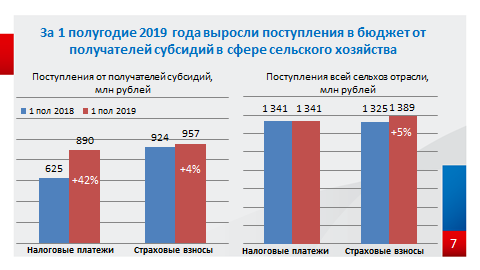 За 1 полугодие 2019 года выросли поступления в бюджет от
получателей субсидий в сфере сельского хозяйства
Поступления от получателей субсидий,
млн рублей
1 пол 2018
1 пол 2019
625
890
+42%
924
957
+4%
Налоговые платежи
Страховые взносы
Поступления всей сельхоз отрасли,
млн рублей
1 341
1 341
1 325
1 389
+5%
Налоговые платежи
Страховые взносы
7